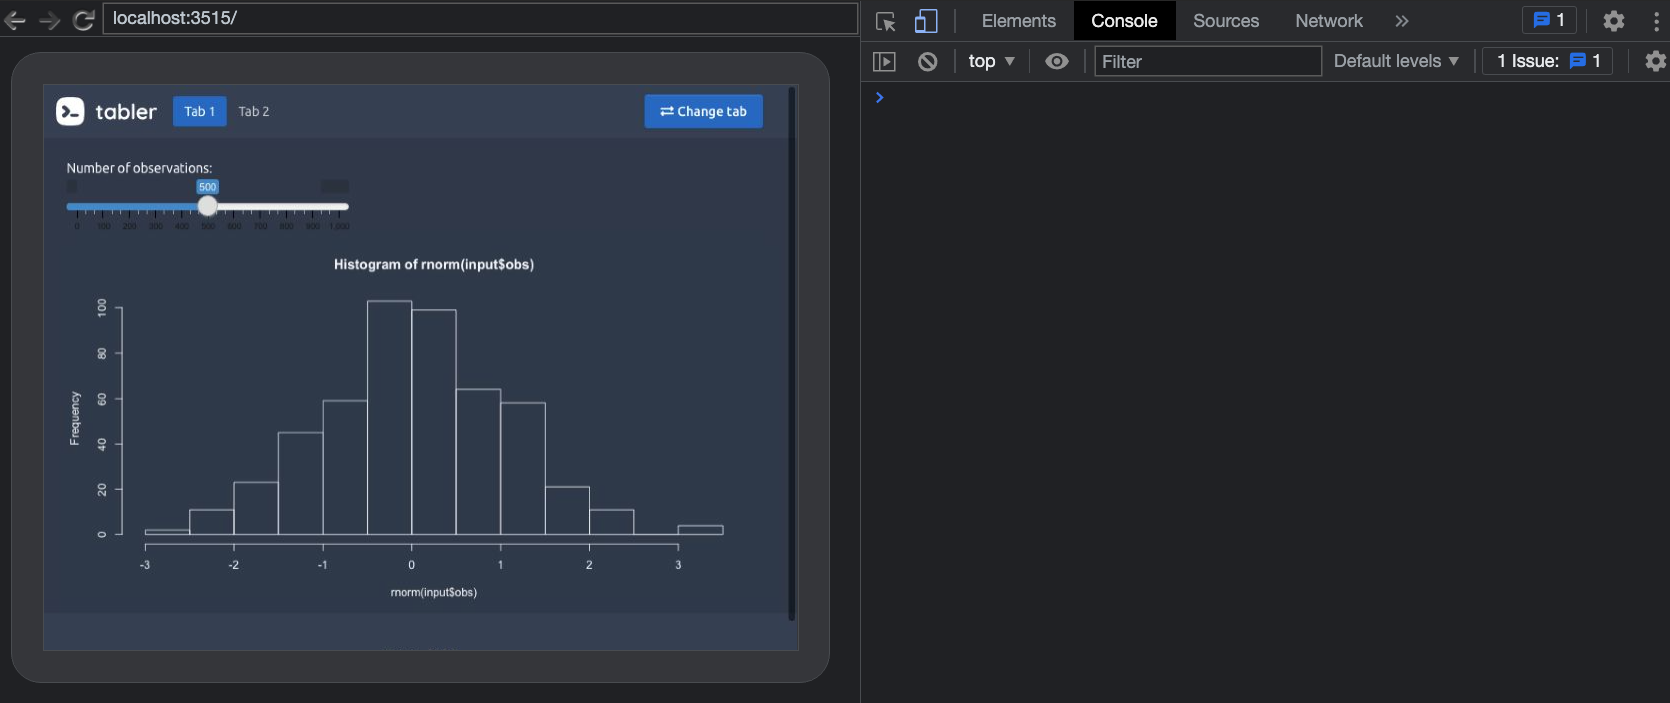 localhost:3515/
Elements Console Sources Network » 1
top ▼ Filter Default levels ▼ 1 Issue: 1
>
tabler Tab 1 Tab 2 Change tab
Number of observations:
500
0 100 200 300 400 500 600 700 800 900 1,000
Histogram of rnorm(input$obs)
Frequency
100
80
60
40
20
0
-3 -2 -1 0 1 2 3
rnorm(input$obs)